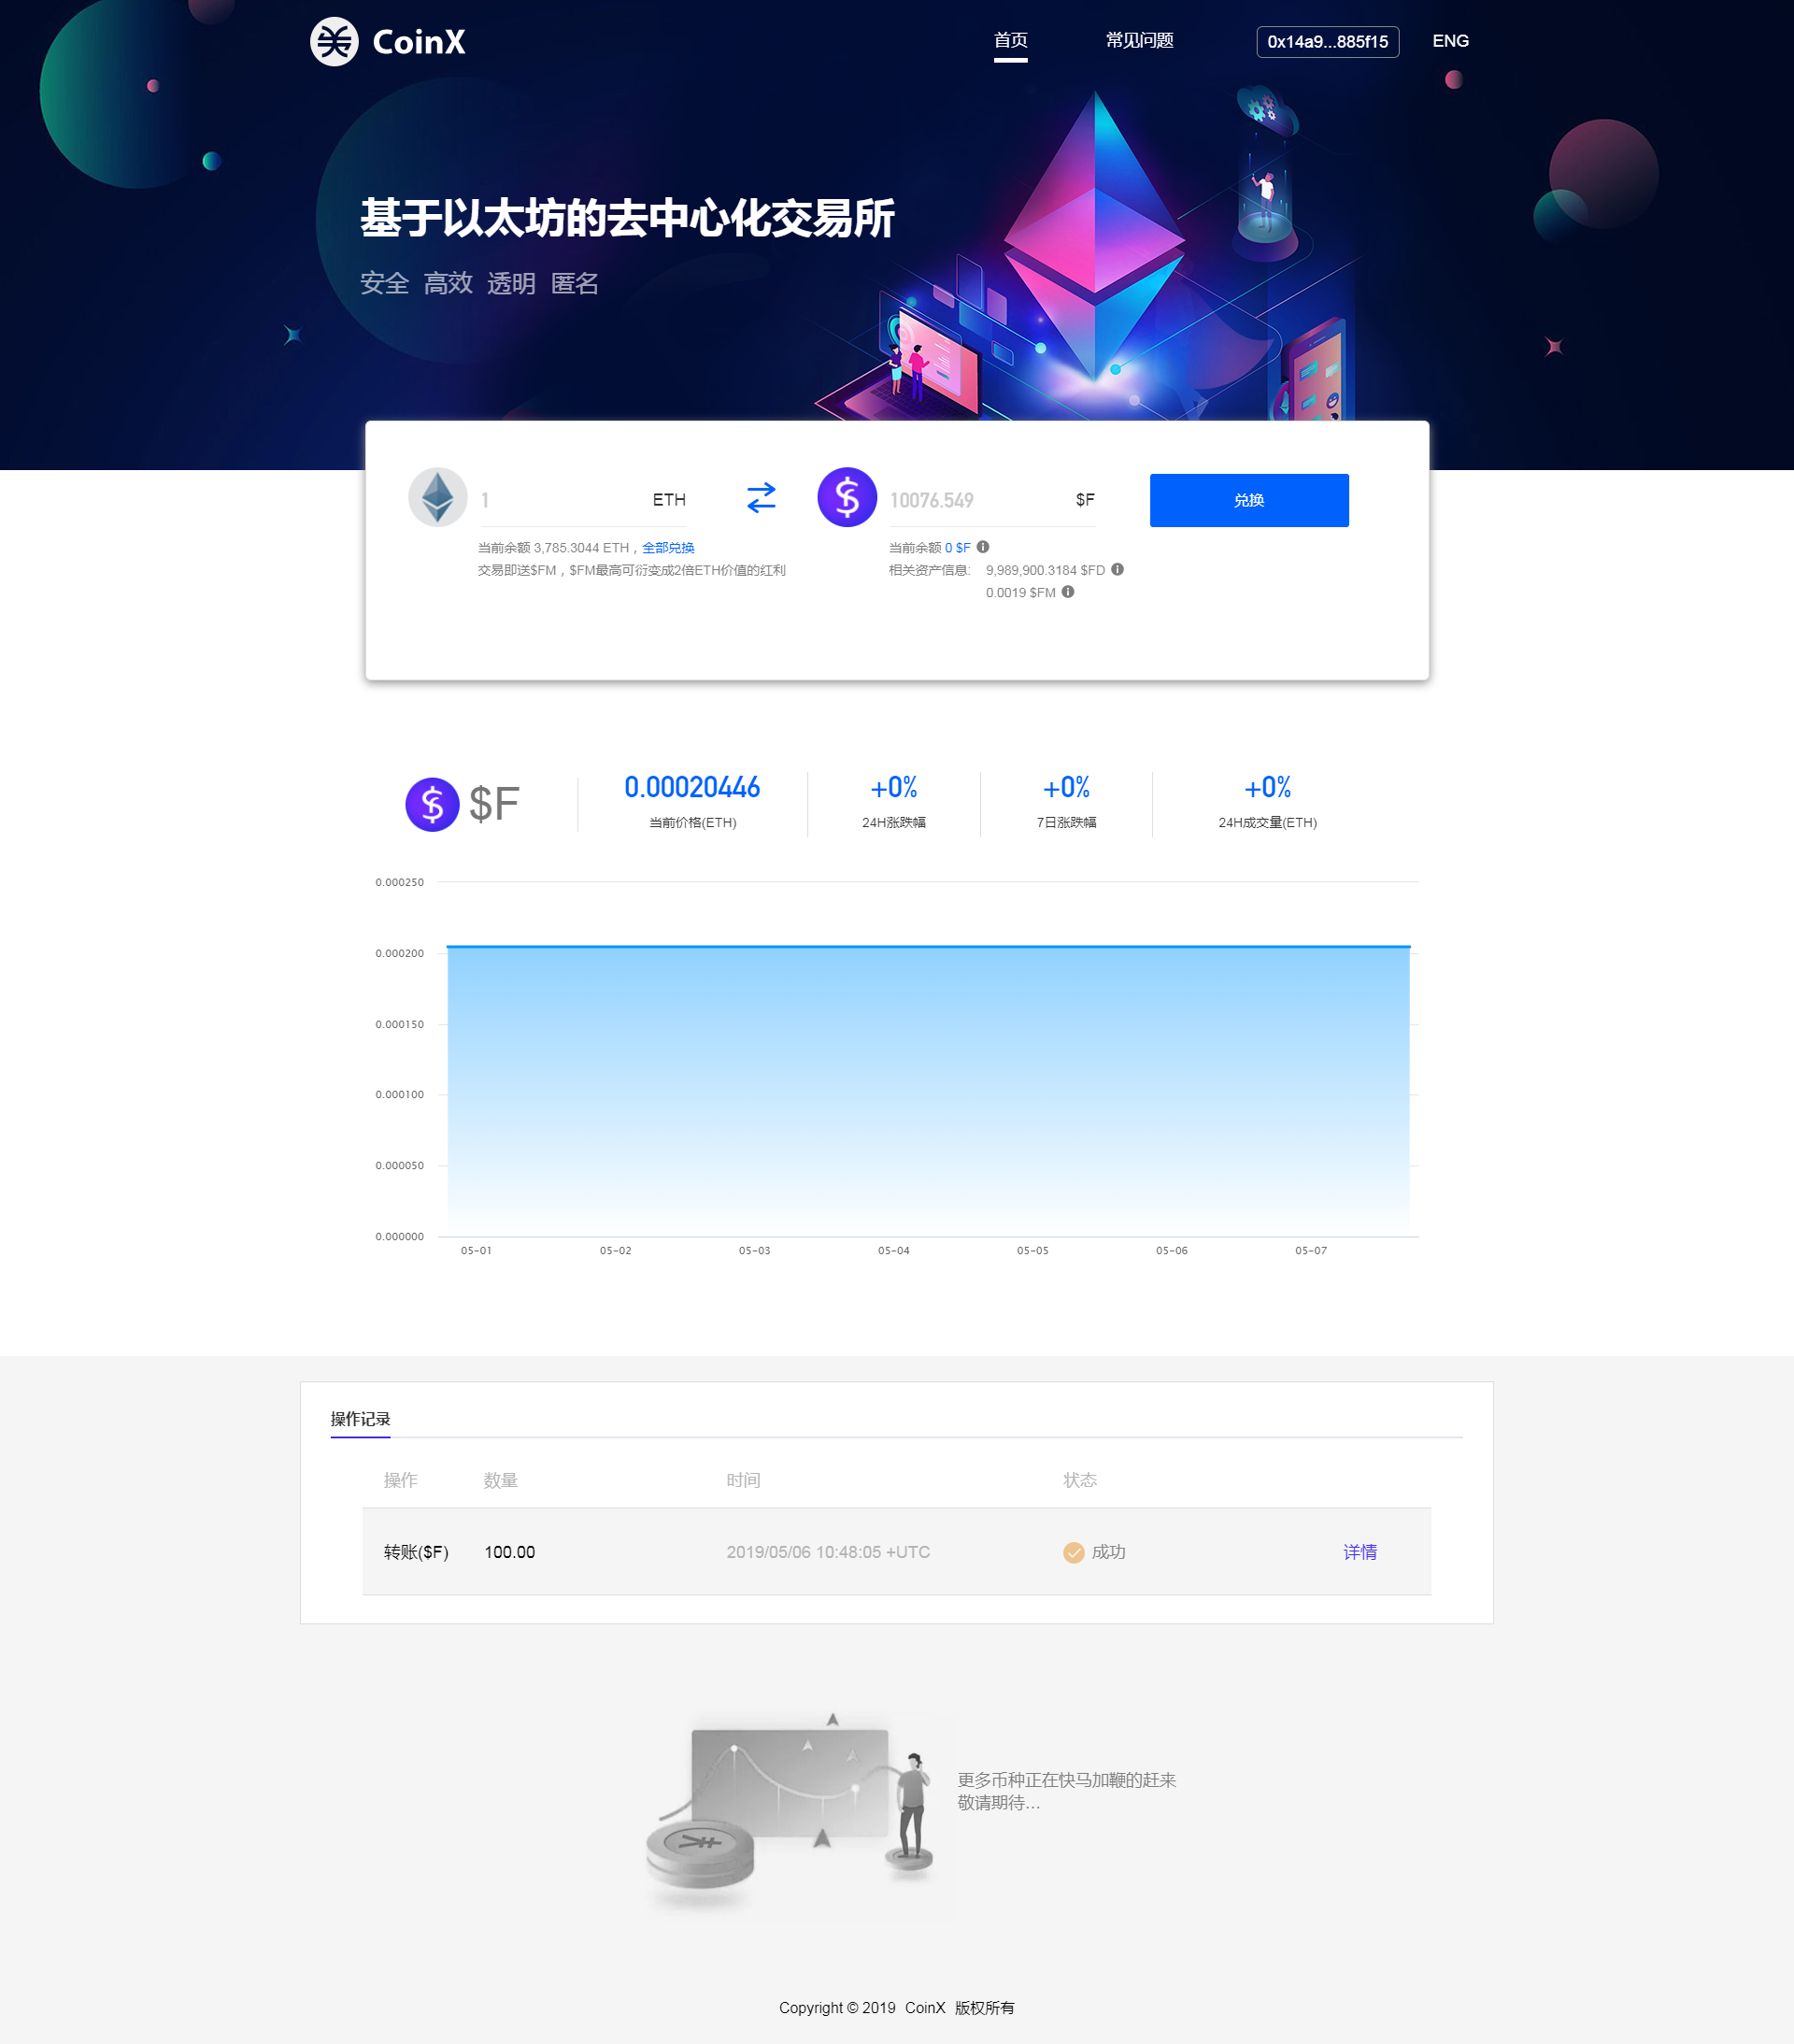 CoinX
首页 常见问题 0x14a9...885f15 ENG
基于以太坊的去中心化交易所
安全 高效 透明 匿名
1 ETH
10076.549 $F
兑换
当前余额 3,785.3044 ETH，全部兑换
交易即送$FM，$FM最高可衍变成2倍ETH价值的红利
当前余额 0 $F
相关资产信息: 9,989,900.3184 $FD
0.0019 $FM
$F
0.00020446
当前价格(ETH)
+0%
24H涨跌幅
+0%
7日涨跌幅
+0%
24H成交量(ETH)
0.000250
0.000200
0.000150
0.000100
0.000050
0.000000
05-01 05-02 05-03 05-04 05-05 05-06 05-07
操作记录
操作 数量 时间 状态
转账($F) 100.00 2019/05/06 10:48:05 +UTC 成功 详情
更多币种正在快马加鞭的赶来
敬请期待...
Copyright © 2019 CoinX 版权所有